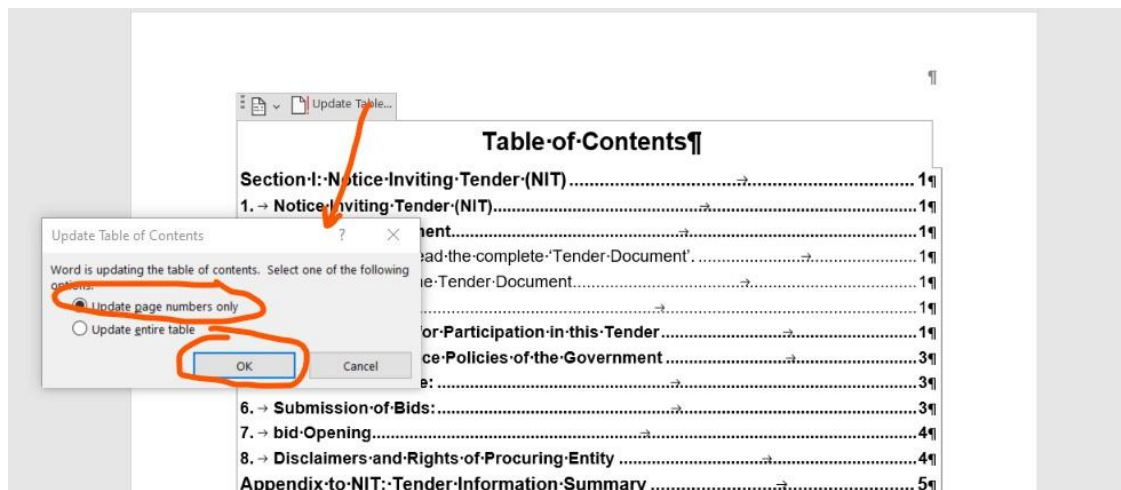 ¶
Update Table...
Table·of·Contents¶
Section·I:·Notice·Inviting·Tender·(NIT)......→......1¶
1.→Notice·Inviting·Tender·(NIT)......→......1¶
Update Table of Contents ? ×
ent......→......1¶
Word is updating the table of contents. Select one of the following options:
ad·the·complete·‘Tender·Document’.......→......1¶
e·Tender·Document......→......1¶
Update page numbers only
......→......1¶
Update entire table
or·Participation·in·this·Tender......→......1¶
OK Cancel
ce·Policies·of·the·Government......→......3¶
e:......→......3¶
6.→Submission·of·Bids:......→......3¶
7.→bid·Opening......→......4¶
8.→Disclaimers·and·Rights·of·Procuring·Entity......→......4¶
Appendix·to·NIT:·Tender·Information·Summary......→......5¶